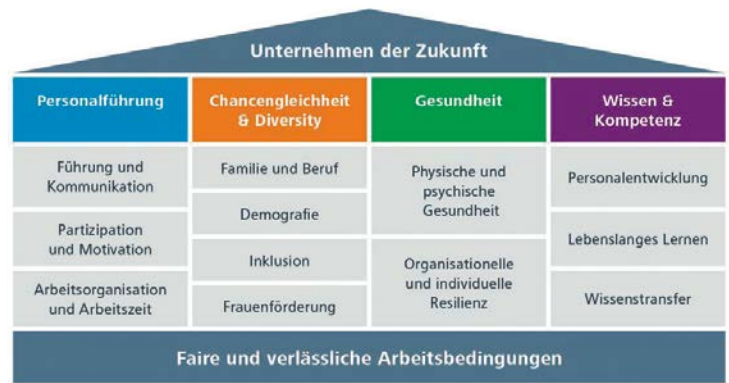 Unternehmen der Zukunft
Personalführung
Führung und
Kommunikation
Partizipation
und Motivation
Arbeitsorganisation
und Arbeitszeit
Chancengleichheit
& Diversity
Familie und Beruf
Demografie
Inklusion
Frauenförderung
Gesundheit
Physische und
psychische
Gesundheit
Organisationelle
und individuelle
Resilienz
Wissen &
Kompetenz
Personalentwicklung
Lebenslanges Lernen
Wissenstransfer
Faire und verlässliche Arbeitsbedingungen